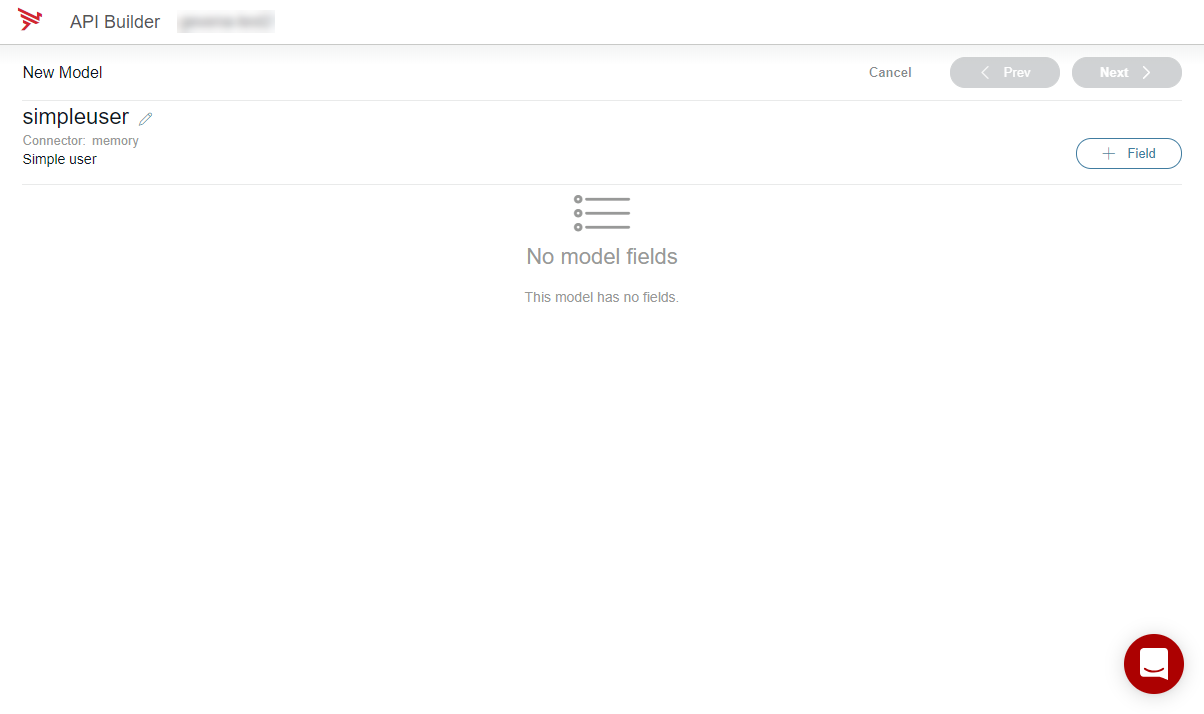 API Builder
New Model
Cancel
Prev
Next
simpleuser
Connector: memory
Simple user
Field
No model fields
This model has no fields.